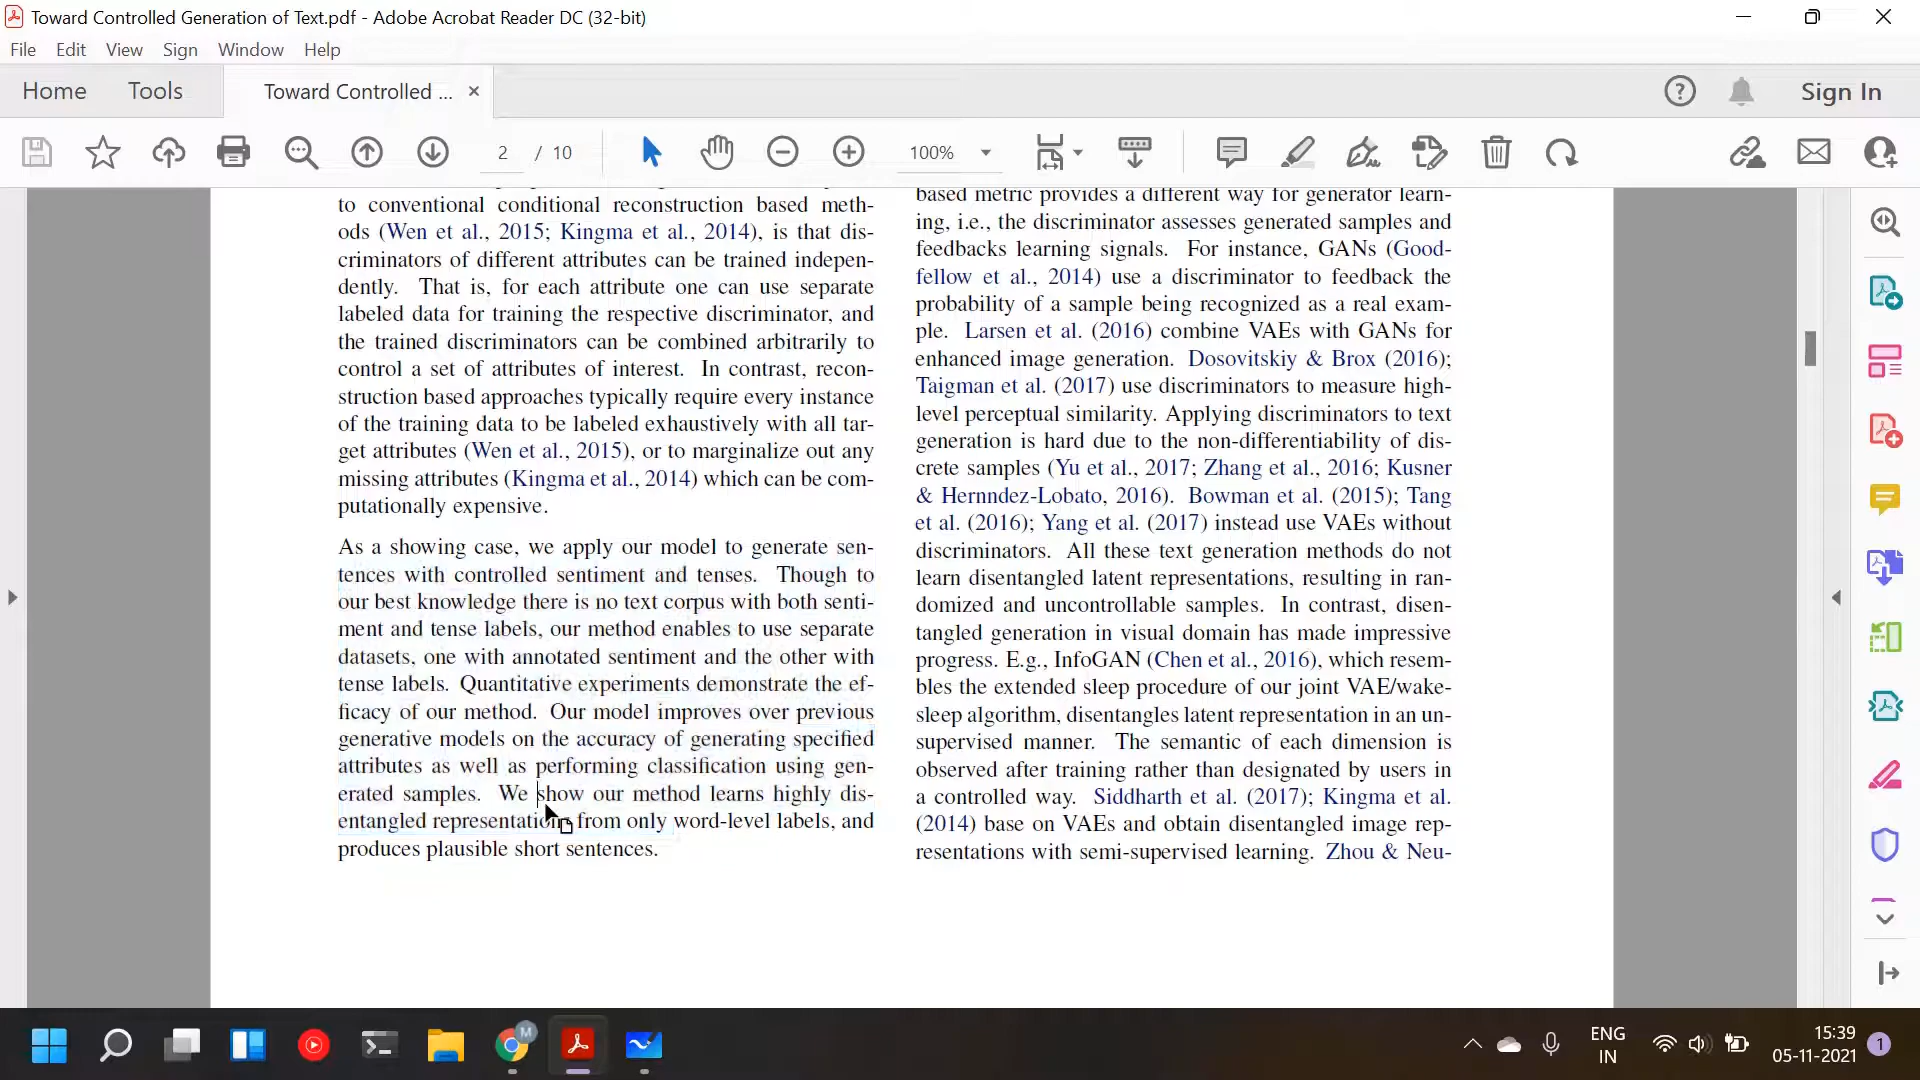 Toward Controlled Generation of Text.pdf - Adobe Acrobat Reader DC (32-bit)
File Edit View Sign Window Help
Home Tools Toward Controlled ... × Sign In
2 / 10 100%
to conventional conditional reconstruction based meth-
ods (Wen et al., 2015; Kingma et al., 2014), is that dis-
criminators of different attributes can be trained indepen-
dently. That is, for each attribute one can use separate
labeled data for training the respective discriminator, and
the trained discriminators can be combined arbitrarily to
control a set of attributes of interest. In contrast, recon-
struction based approaches typically require every instance
of the training data to be labeled exhaustively with all tar-
get attributes (Wen et al., 2015), or to marginalize out any
missing attributes (Kingma et al., 2014) which can be com-
putationally expensive.
As a showing case, we apply our model to generate sen-
tences with controlled sentiment and tenses. Though to
our best knowledge there is no text corpus with both senti-
ment and tense labels, our method enables to use separate
datasets, one with annotated sentiment and the other with
tense labels. Quantitative experiments demonstrate the ef-
ficacy of our method. Our model improves over previous
generative models on the accuracy of generating specified
attributes as well as performing classification using gen-
erated samples. We show our method learns highly dis-
entangled representations from only word-level labels, and
produces plausible short sentences.
based metric provides a different way for generator learn-
ing, i.e., the discriminator assesses generated samples and
feedbacks learning signals. For instance, GANs (Good-
fellow et al., 2014) use a discriminator to feedback the
probability of a sample being recognized as a real exam-
ple. Larsen et al. (2016) combine VAEs with GANs for
enhanced image generation. Dosovitskiy & Brox (2016);
Taigman et al. (2017) use discriminators to measure high-
level perceptual similarity. Applying discriminators to text
generation is hard due to the non-differentiability of dis-
crete samples (Yu et al., 2017; Zhang et al., 2016; Kusner
& Hernndez-Lobato, 2016). Bowman et al. (2015); Tang
et al. (2016); Yang et al. (2017) instead use VAEs without
discriminators. All these text generation methods do not
learn disentangled latent representations, resulting in ran-
domized and uncontrollable samples. In contrast, disen-
tangled generation in visual domain has made impressive
progress. E.g., InfoGAN (Chen et al., 2016), which resem-
bles the extended sleep procedure of our joint VAE/wake-
sleep algorithm, disentangles latent representation in an un-
supervised manner. The semantic of each dimension is
observed after training rather than designated by users in
a controlled way. Siddharth et al. (2017); Kingma et al.
(2014) base on VAEs and obtain disentangled image rep-
resentations with semi-supervised learning. Zhou & Neu-
M
ENG
IN
15:39
05-11-2021
1